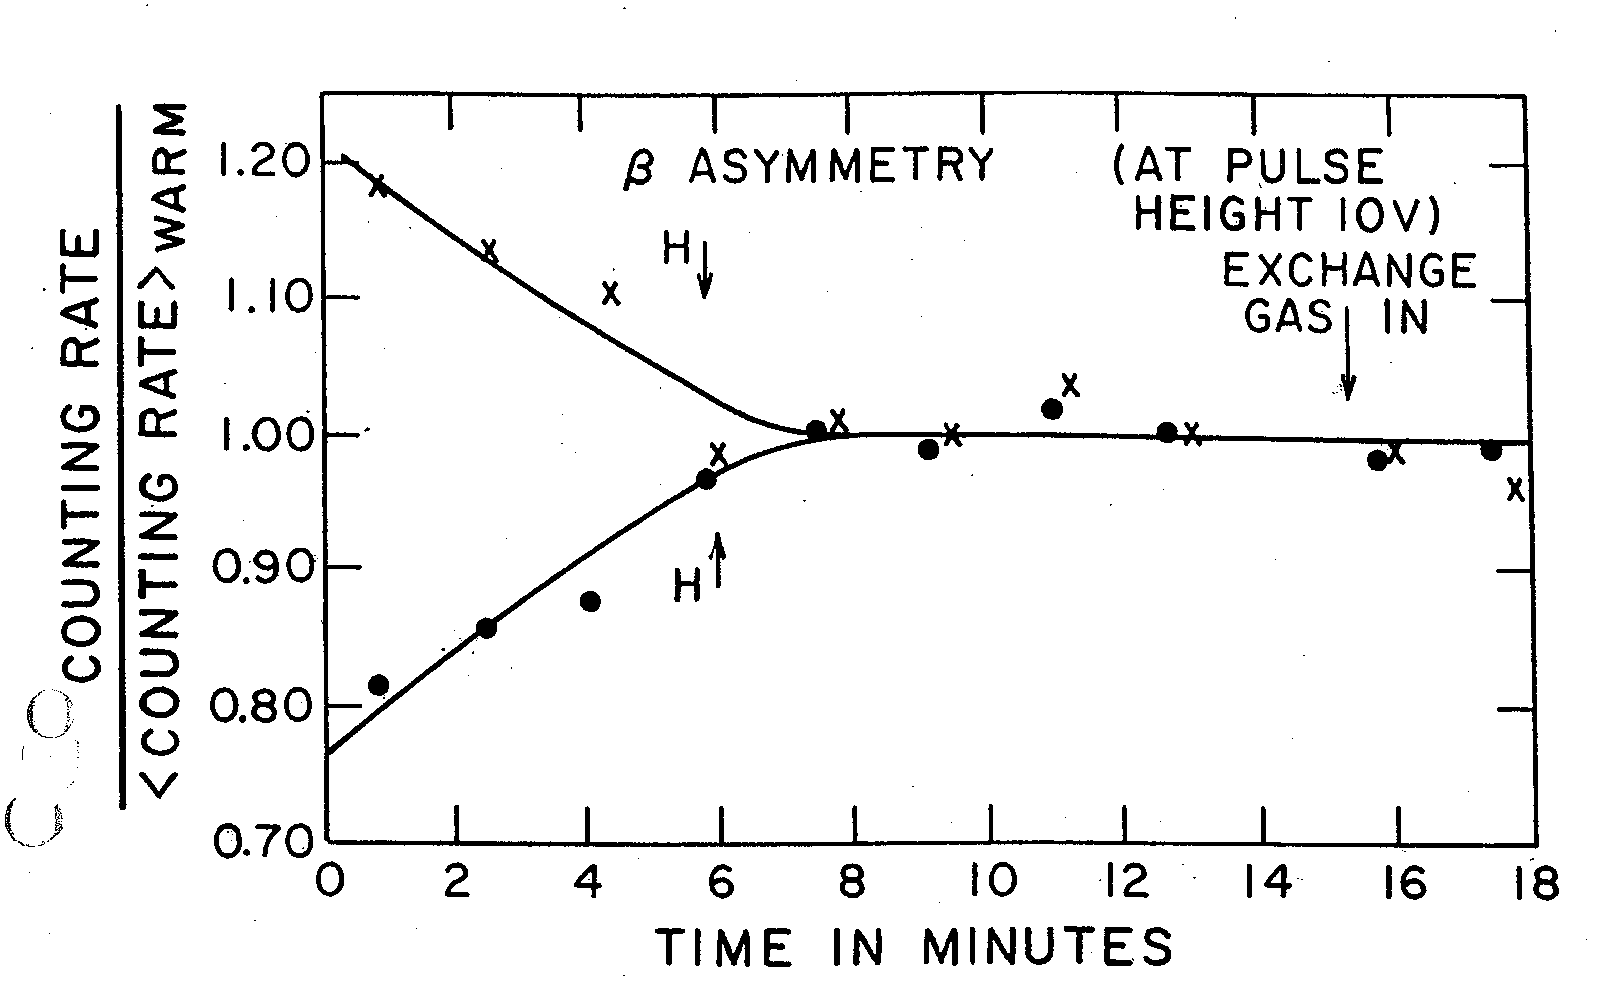 COUNTING RATE
<COUNTING RATE> WARM
1.20
1.10
1.00
0.90
0.80
0.70
β ASYMMETRY (AT PULSE
HEIGHT 10V)
H ↓
EXCHANGE
GAS ↓ IN
H ↑
0 2 4 6 8 10 12 14 16 18
TIME IN MINUTES